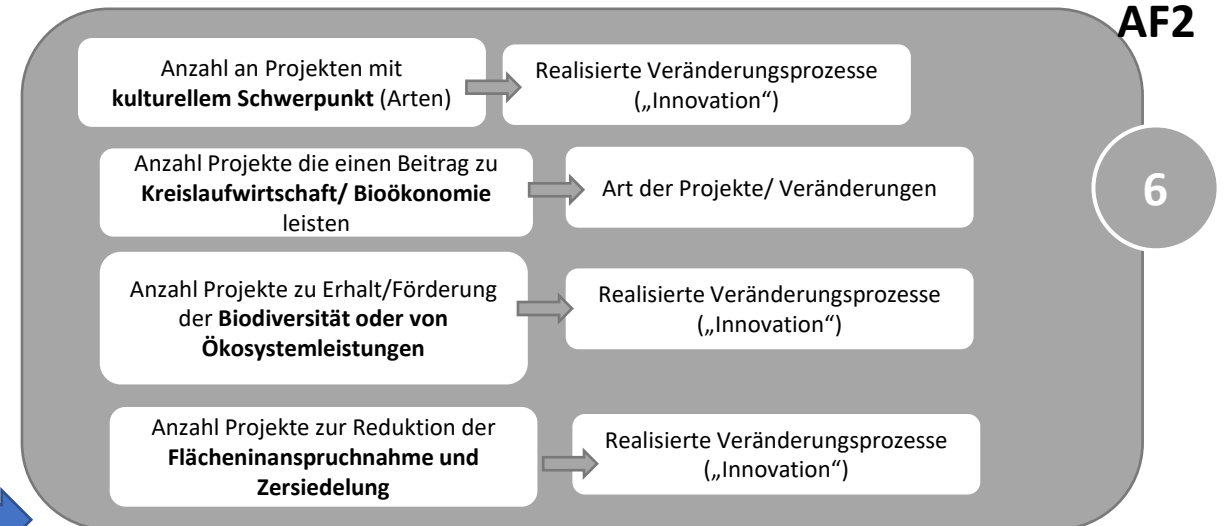 AF2
Anzahl an Projekten mit
kulturellem Schwerpunkt (Arten)
Realisierte Veränderungsprozesse
(„Innovation“)
Anzahl Projekte die einen Beitrag zu
Kreislaufwirtschaft/ Bioökonomie
leisten
Art der Projekte/ Veränderungen
6
Anzahl Projekte zu Erhalt/Förderung
der Biodiversität oder von
Ökosystemleistungen
Realisierte Veränderungsprozesse
(„Innovation“)
Anzahl Projekte zur Reduktion der
Flächeninanspruchnahme und
Zersiedelung
Realisierte Veränderungsprozesse
(„Innovation“)